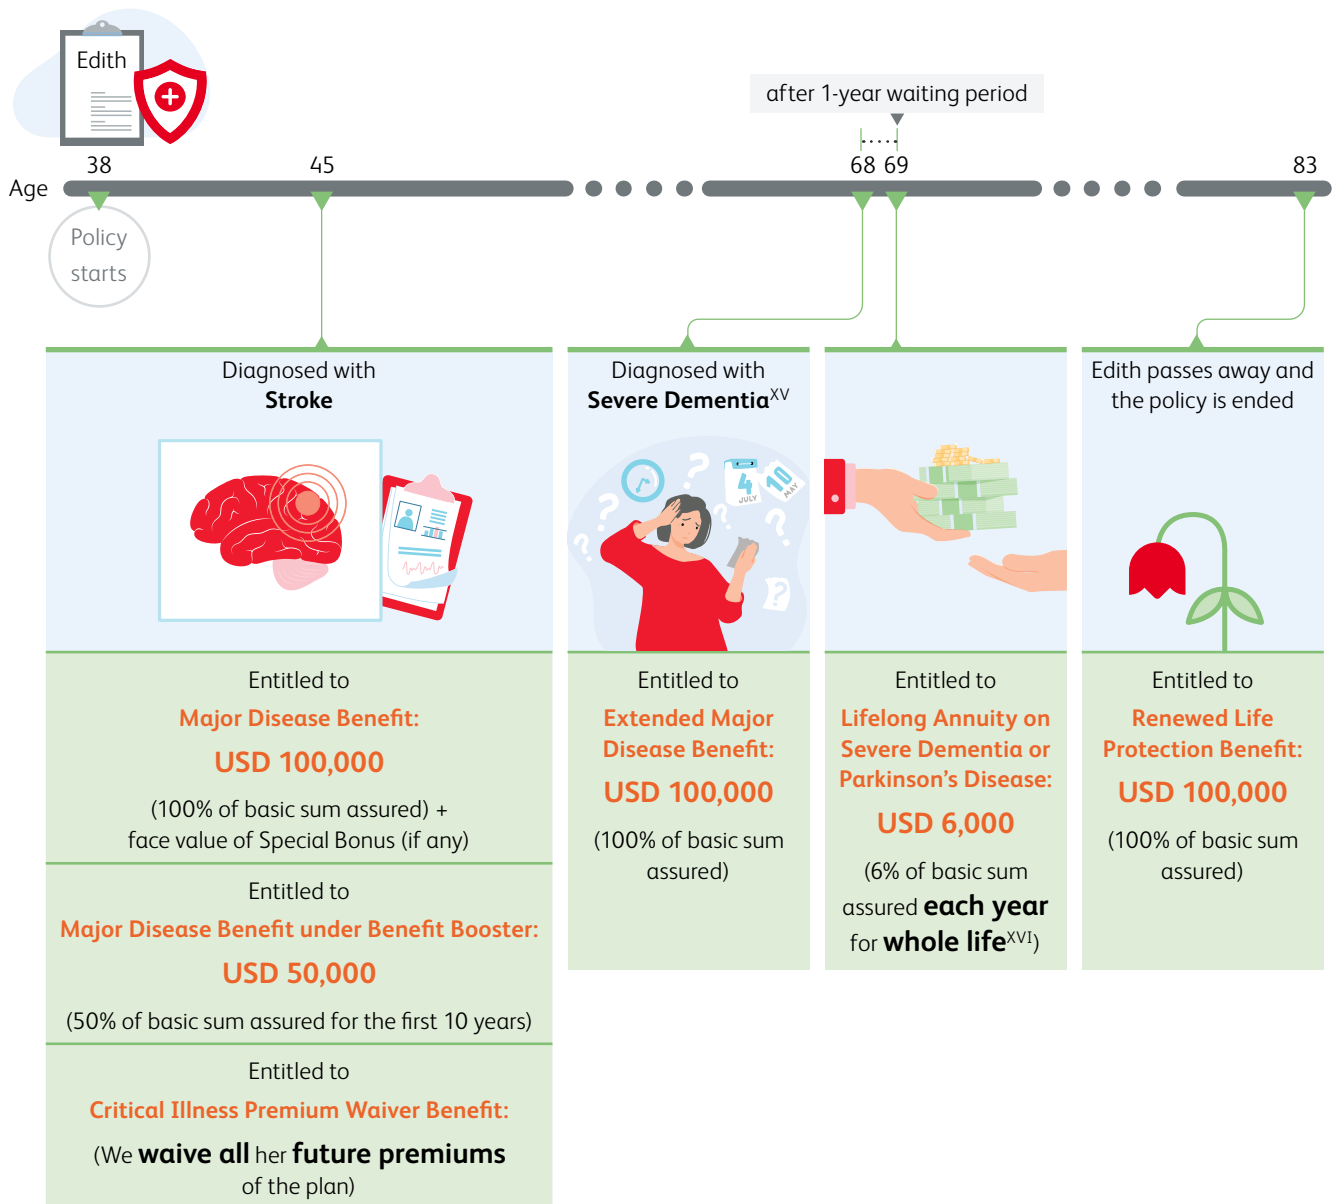 Edith
after 1-year waiting period
38
45
68 69
83
Age
Policy
starts
Diagnosed with
Stroke
Entitled to
Major Disease Benefit:
USD 100,000
(100% of basic sum assured) +
face value of Special Bonus (if any)
Entitled to
Major Disease Benefit under Benefit Booster:
USD 50,000
(50% of basic sum assured for the first 10 years)
Entitled to
Critical Illness Premium Waiver Benefit:
(We waive all her future premiums
of the plan)
Diagnosed with
Severe DementiaXV
?
?
?
?
?
?
?
4
JULY
10
MAY
Entitled to
Extended Major
Disease Benefit:
USD 100,000
(100% of basic sum
assured)
Entitled to
Lifelong Annuity on
Severe Dementia or
Parkinson's Disease:
USD 6,000
(6% of basic sum
assured each year
for whole lifeXVI)
Edith passes away and
the policy is ended
Entitled to
Renewed Life
Protection Benefit:
USD 100,000
(100% of basic sum
assured)